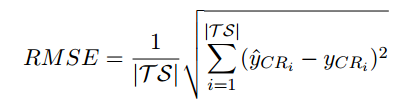 $RMSE = \frac{1}{|\mathcal{TS}|} \sqrt{\sum_{i=1}^{|\mathcal{TS}|} (\hat{y}_{CR_i} - y_{CR_i})^2}$